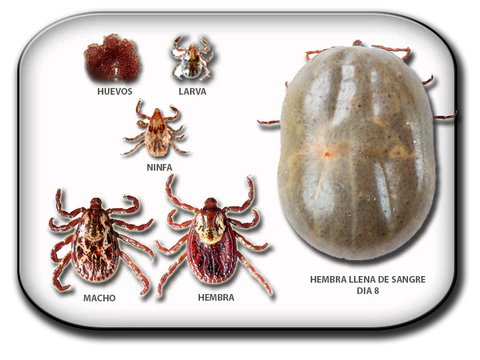 HUEVOS
LARVA
NINFA
MACHO
HEMBRA
HEMBRA LLENA DE SANGRE
DIA 8